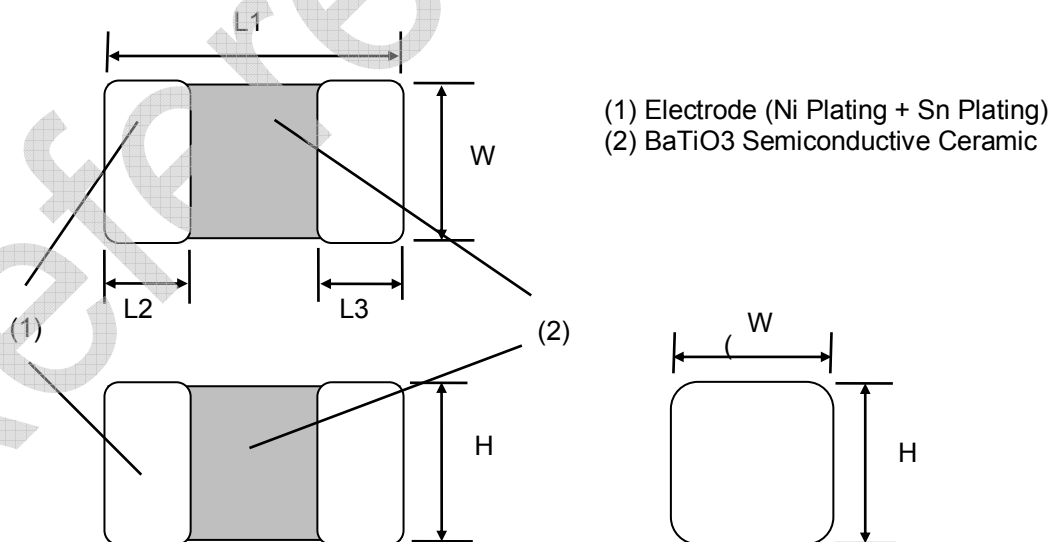 L1
(1) Electrode (Ni Plating + Sn Plating)
(2) BaTiO3 Semiconductive Ceramic
W
L2
L3
(1)
(2)
W
(
H
H